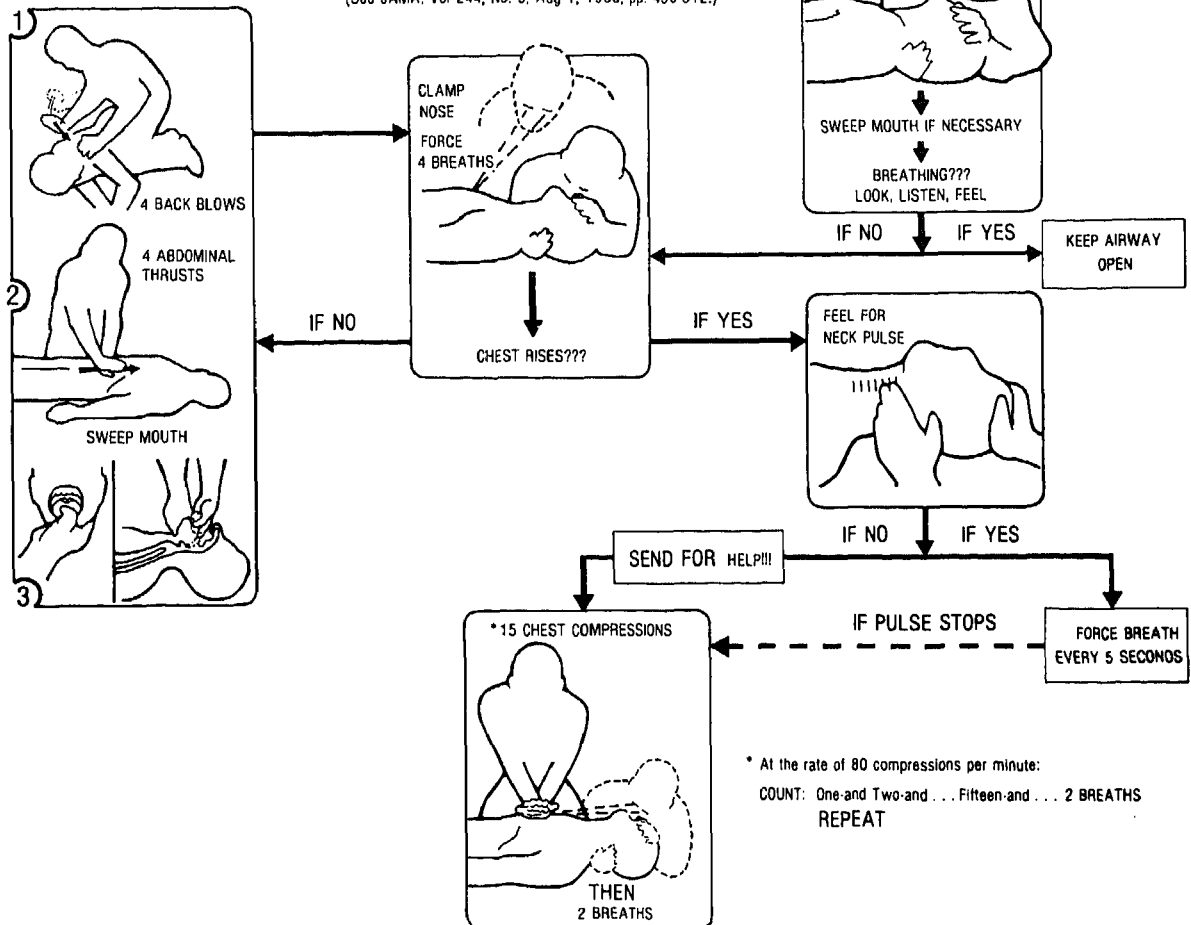 1
4 BACK BLOWS
4 ABDOMINAL
THRUSTS
2
SWEEP MOUTH
3
CLAMP
NOSE
FORCE
4 BREATHS
CHEST RISES???
IF NO
IF YES
SWEEP MOUTH IF NECESSARY
BREATHING???
LOOK, LISTEN, FEEL
IF NO
IF YES
KEEP AIRWAY
OPEN
FEEL FOR
NECK PULSE
IF NO
IF YES
SEND FOR HELP!!!
FORCE BREATH
EVERY 5 SECONDS
IF PULSE STOPS
*15 CHEST COMPRESSIONS
THEN
2 BREATHS
* At the rate of 80 compressions per minute:
COUNT: One-and Two-and . . . Fifteen-and . . . 2 BREATHS
REPEAT